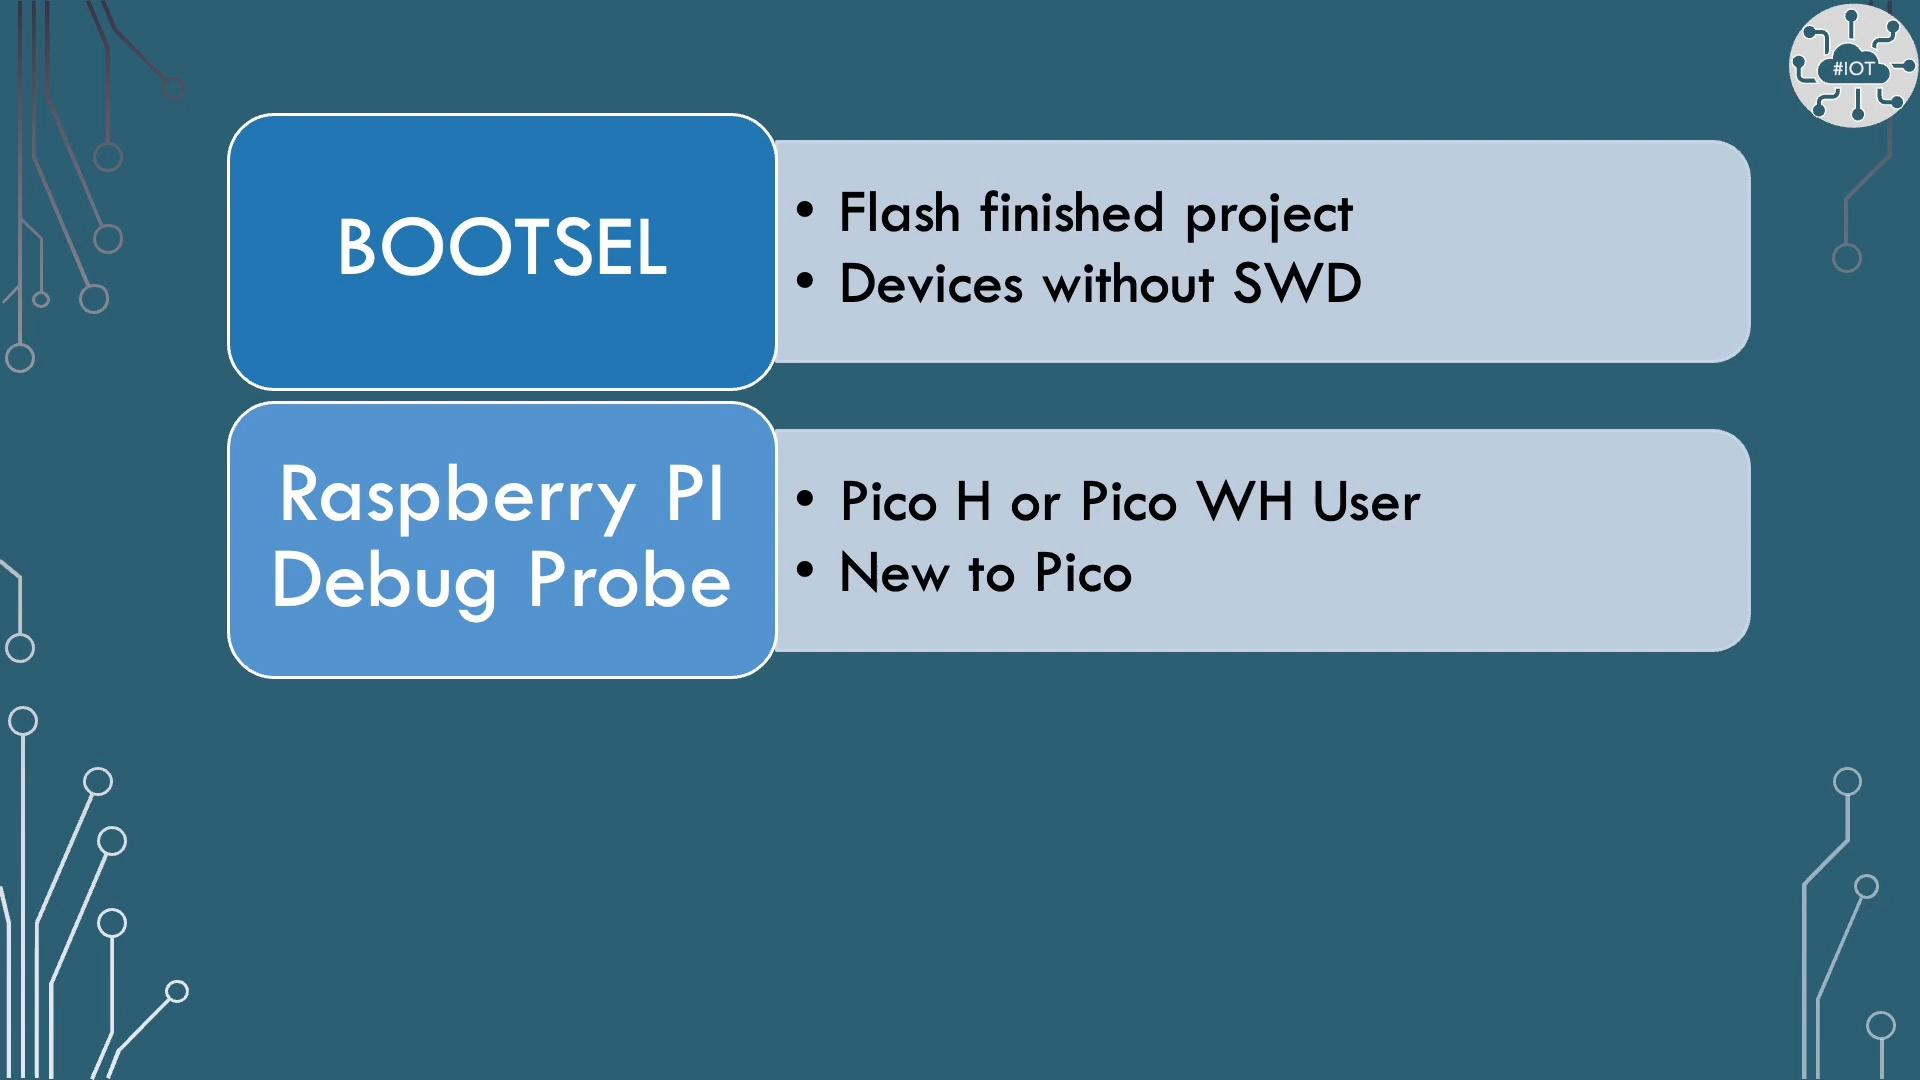 #IOT
BOOTSEL
• Flash finished project
• Devices without SWD
Raspberry PI
Debug Probe
• Pico H or Pico WH User
• New to Pico